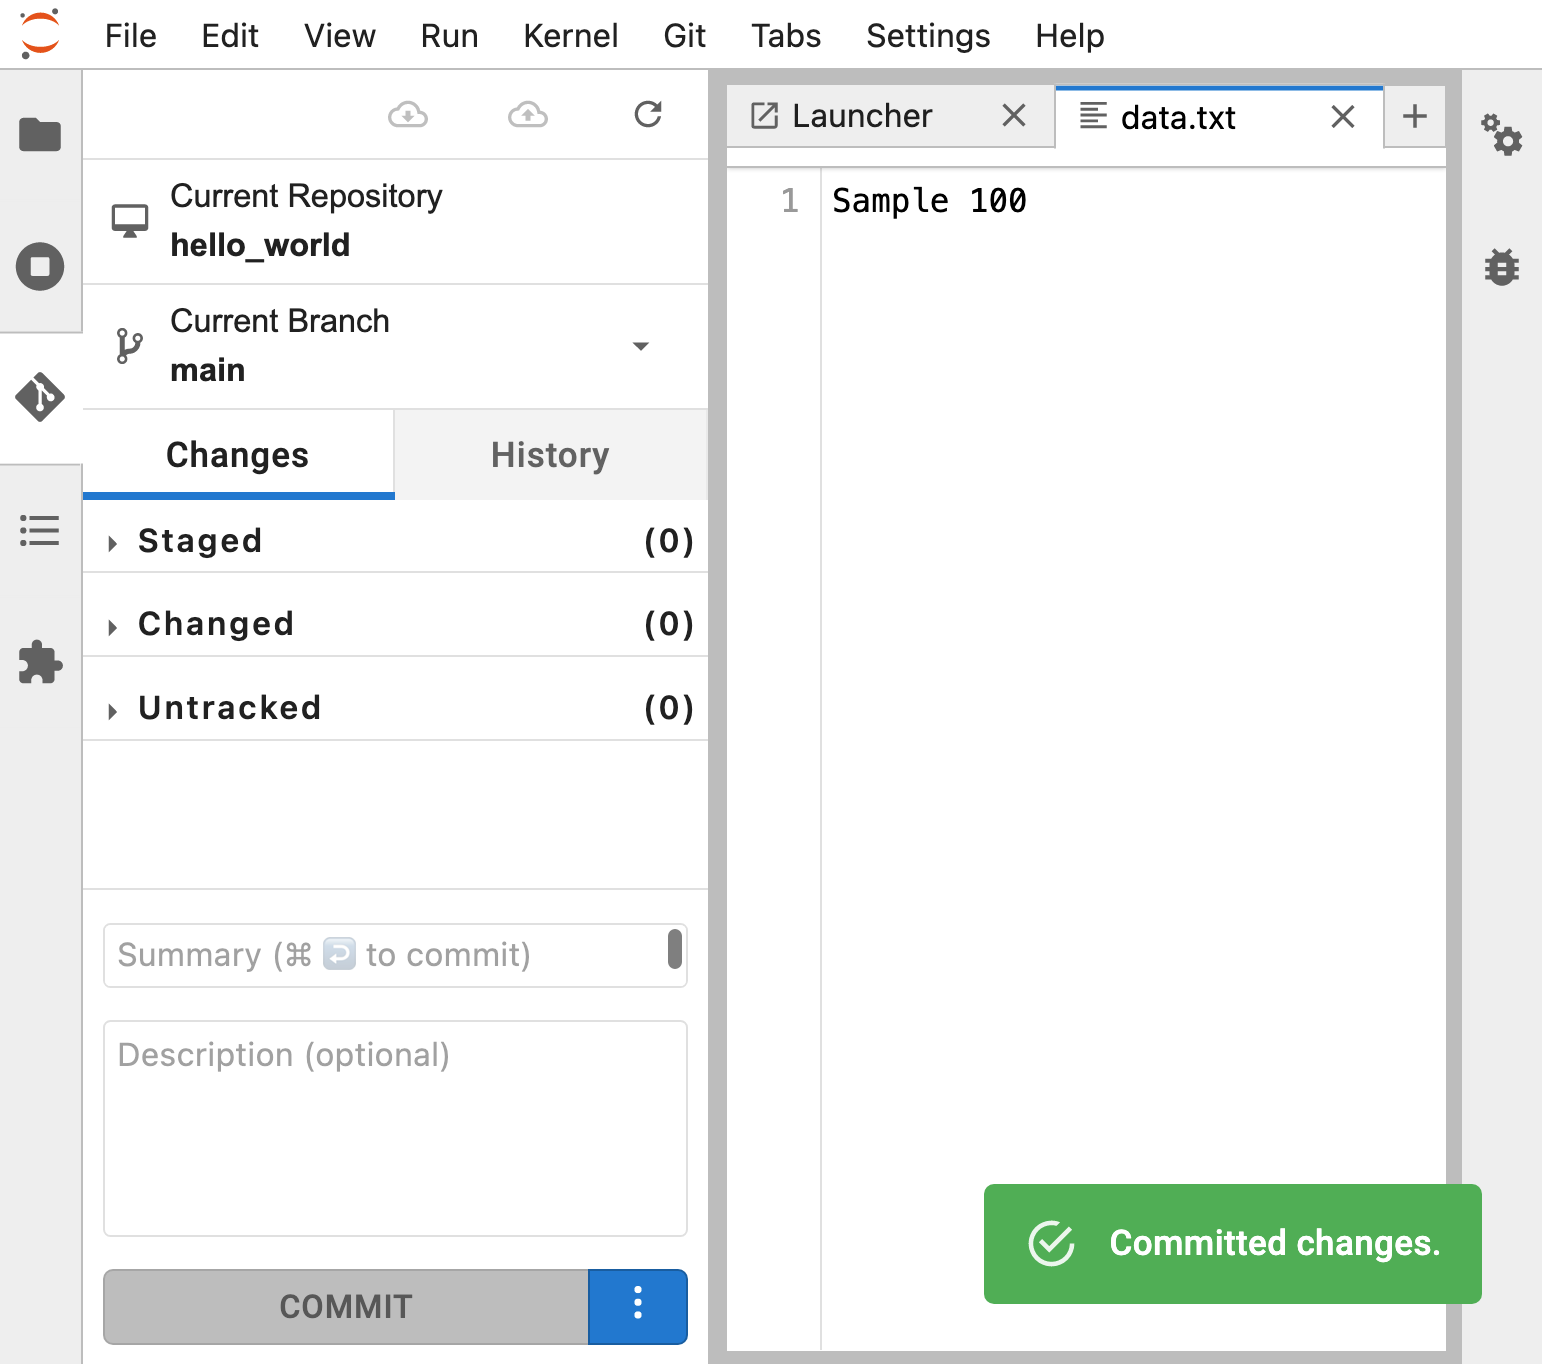 File Edit View Run Kernel Git Tabs Settings Help
Current Repository
hello_world
Current Branch
main
Changes History
Staged (0)
Changed (0)
Untracked (0)
Summary (⌘ ↩️ to commit)
Description (optional)
COMMIT
Launcher data.txt
1 Sample 100
Committed changes.